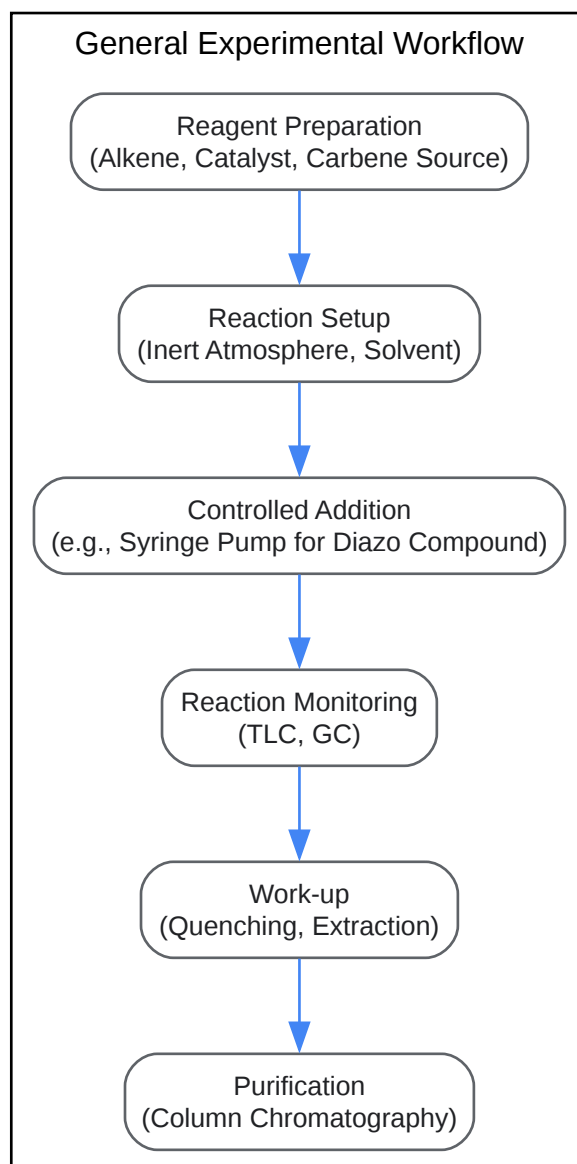 General Experimental Workflow
Reagent Preparation
(Alkene, Catalyst, Carbene Source)
Reaction Setup
(Inert Atmosphere, Solvent)
Controlled Addition
(e.g., Syringe Pump for Diazo Compound)
Reaction Monitoring
(TLC, GC)
Work-up
(Quenching, Extraction)
Purification
(Column Chromatography)